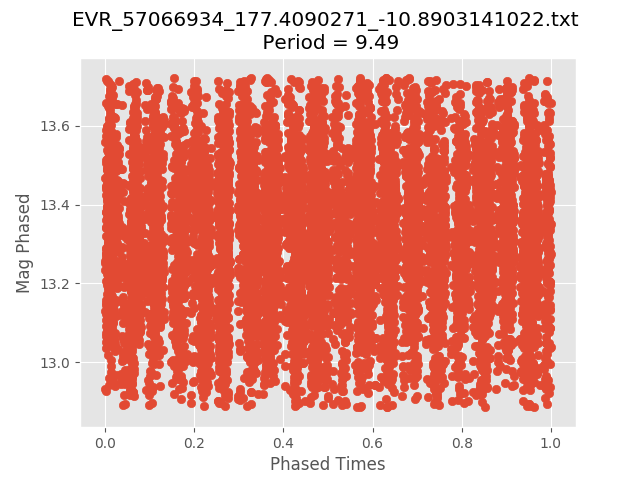 EVR_57066934_177.4090271_-10.8903141022.txt
Period = 9.49
13.6
13.4
13.2
13.0
Mag Phased
0.0 0.2 0.4 0.6 0.8 1.0
Phased Times